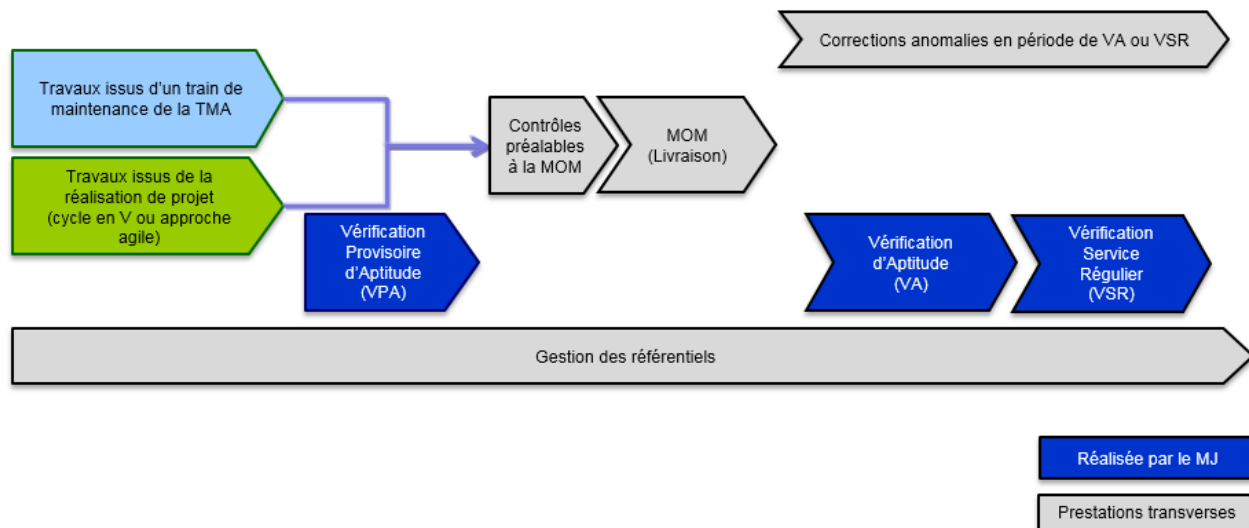 Corrections anomalies en période de VA ou VSR
Travaux issus d'un train de
maintenance de la TMA
Contrôles
préalables
à la MOM
MOM
(Livraison)
Travaux issus de la
réalisation de projet
(cycle en V ou approche
agile)
Vérification
Provisoire
d'Aptitude
(VPA)
Vérification
d'Aptitude
(VA)
Vérification
Service
Régulier
(VSR)
Gestion des référentiels
Réalisée par le MJ
Prestations transverses